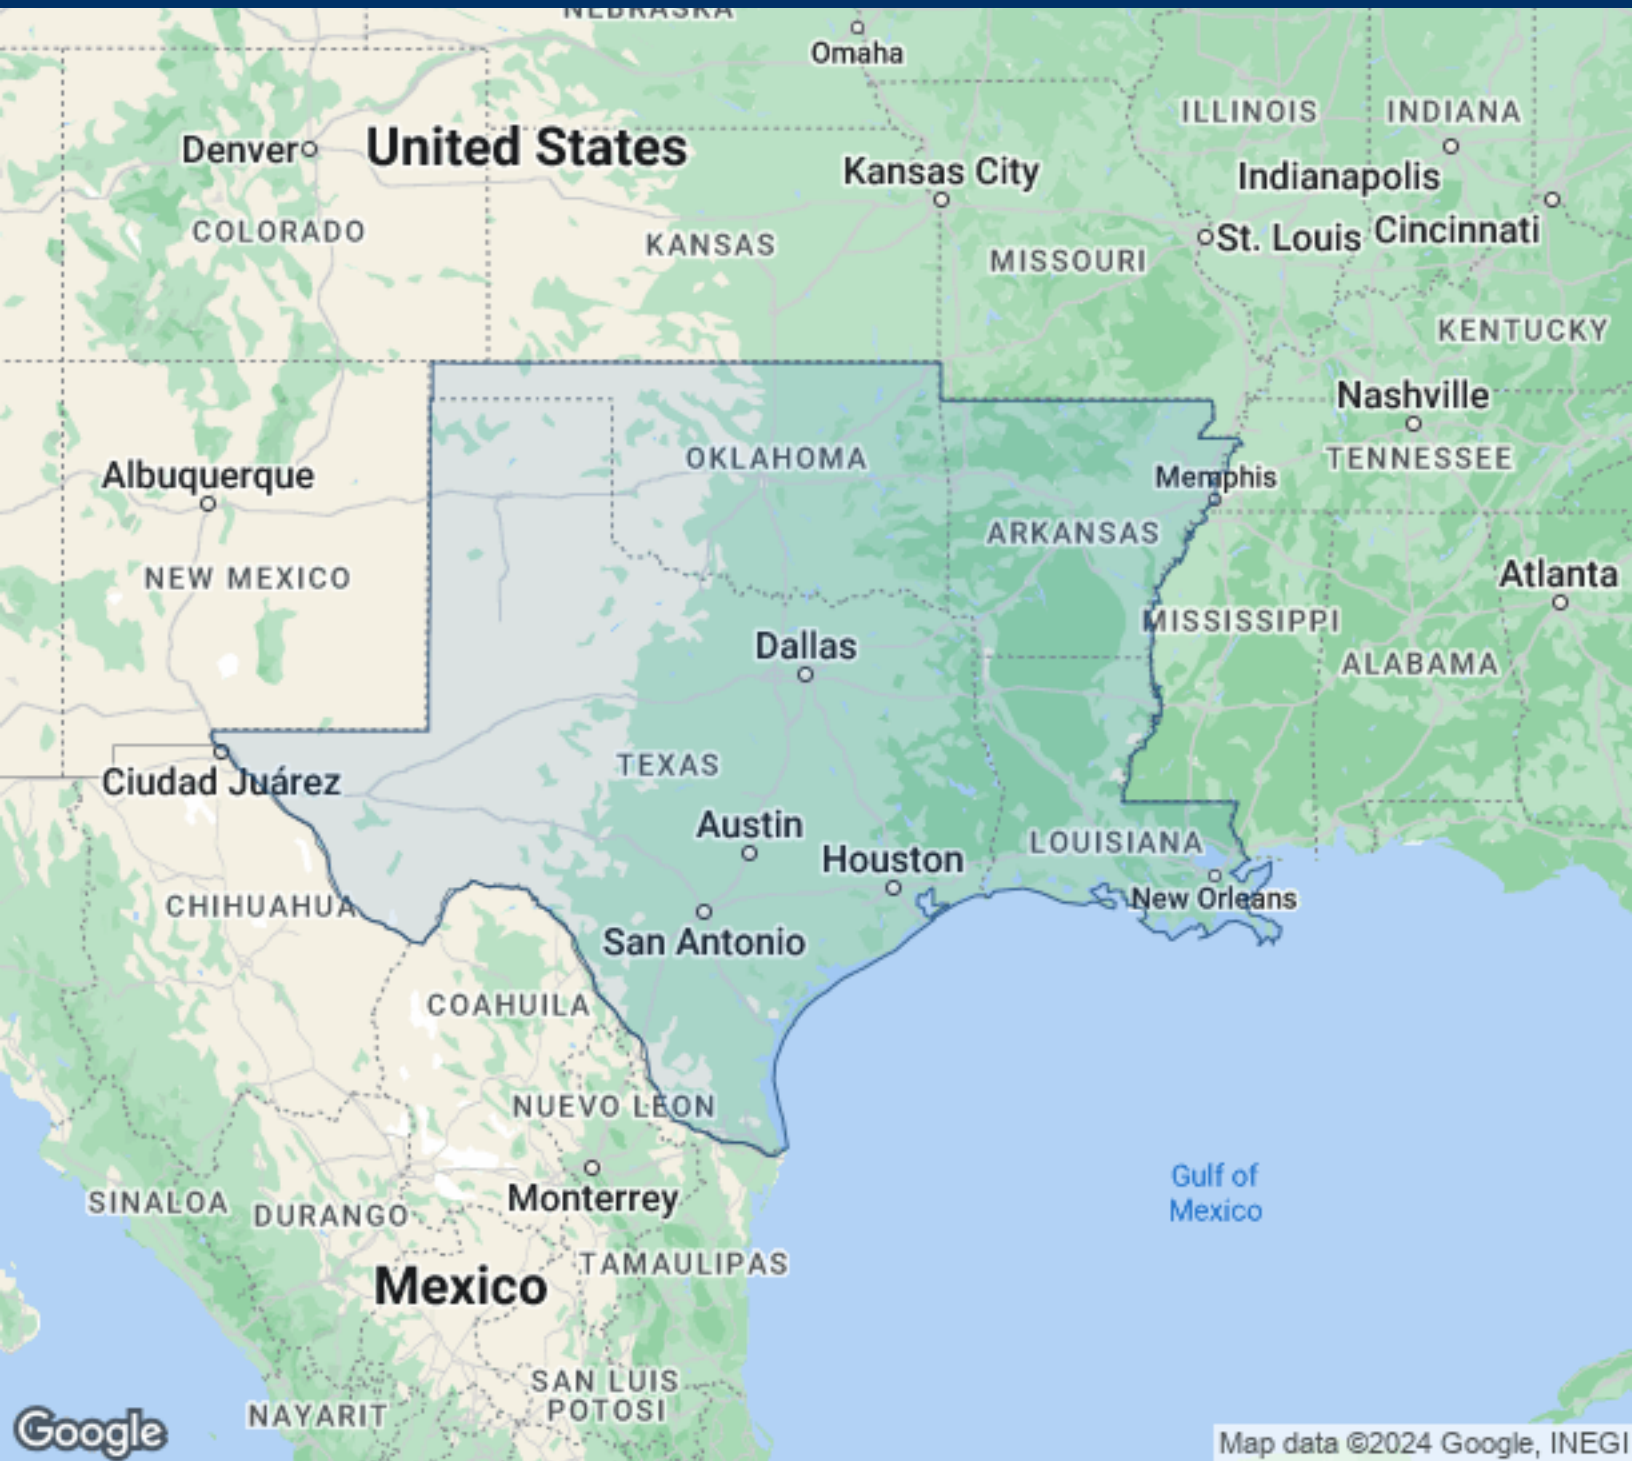 NEBRASKA
Omaha
ILLINOIS
INDIANA
Denver
United States
Kansas City
Indianapolis
COLORADO
KANSAS
MISSOURI
St. Louis
Cincinnati
KENTUCKY
Nashville
OKLAHOMA
TENNESSEE
Albuquerque
Memphis
ARKANSAS
NEW MEXICO
Atlanta
MISSISSIPPI
Dallas
ALABAMA
TEXAS
Ciudad Juárez
Austin
LOUISIANA
Houston
CHIHUAHUA
New Orleans
San Antonio
COAHUILA
NUEVO LEON
Gulf of
Mexico
Monterrey
SINALOA
DURANGO
TAMAULIPAS
Mexico
SAN LUIS
POTOSI
NAYARIT
Google
Map data ©2024 Google, INEGI